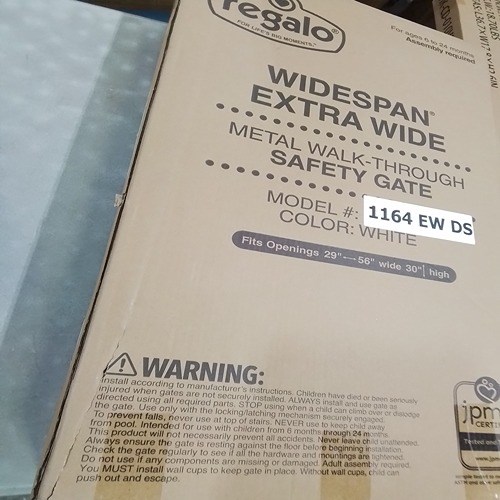 regalo
FOR LIFE'S BIG MOMENTS.™
For ages 6 to 24 months
Assembly required
WIDESPAN®
EXTRA WIDE
METAL WALK-THROUGH
SAFETY GATE
MODEL #: 1164 EW DS
COLOR: WHITE
Fits Openings 29"—56" wide 30" high
WARNING:
Install according to manufacturer's instructions. Children have died or been seriously
injured when gates are not securely installed. ALWAYS install and use gate as
directed using all required parts. STOP using when a child can climb over or dislodge
the gate. Use only with the locking/latching mechanism securely engaged.
To prevent falls, never use at top of stairs. NEVER use to keep child away
from pool. Intended for use with children from 6 months through 24 months.
This product will not necessarily prevent all accidents. Never leave child unattended.
Always ensure the gate is resting against the floor before beginning installation.
Check the gate regularly to see if all the hardware and mountings are tightened.
Do not use if any components are missing or damaged. Adult assembly required.
You MUST install wall cups to keep gate in place. Without wall cups, child can
push out and escape.
jpm
CERTI
Tested and
www.jpm